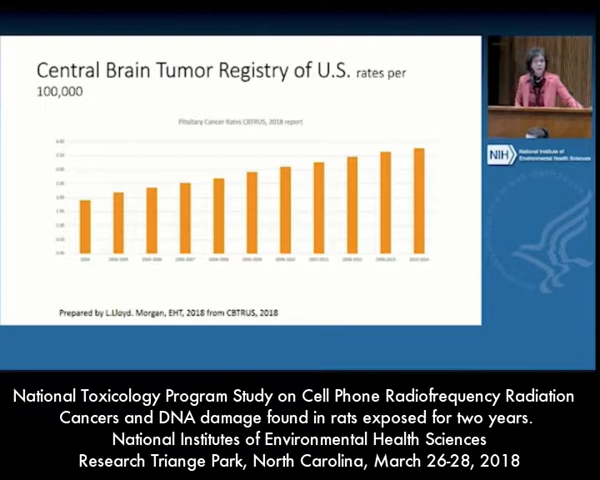 Central Brain Tumor Registry of U.S. rates per
100,000
Pituitary Cancer Rates CBTRUS, 2018 report
Prepared by L.Lloyd. Morgan, EHT, 2018 from CBTRUS, 2018
NIH National Institute of
Environmental Health Sciences
National Toxicology Program Study on Cell Phone Radiofrequency Radiation
Cancers and DNA damage found in rats exposed for two years.
National Institutes of Environmental Health Sciences
Research Triange Park, North Carolina, March 26-28, 2018